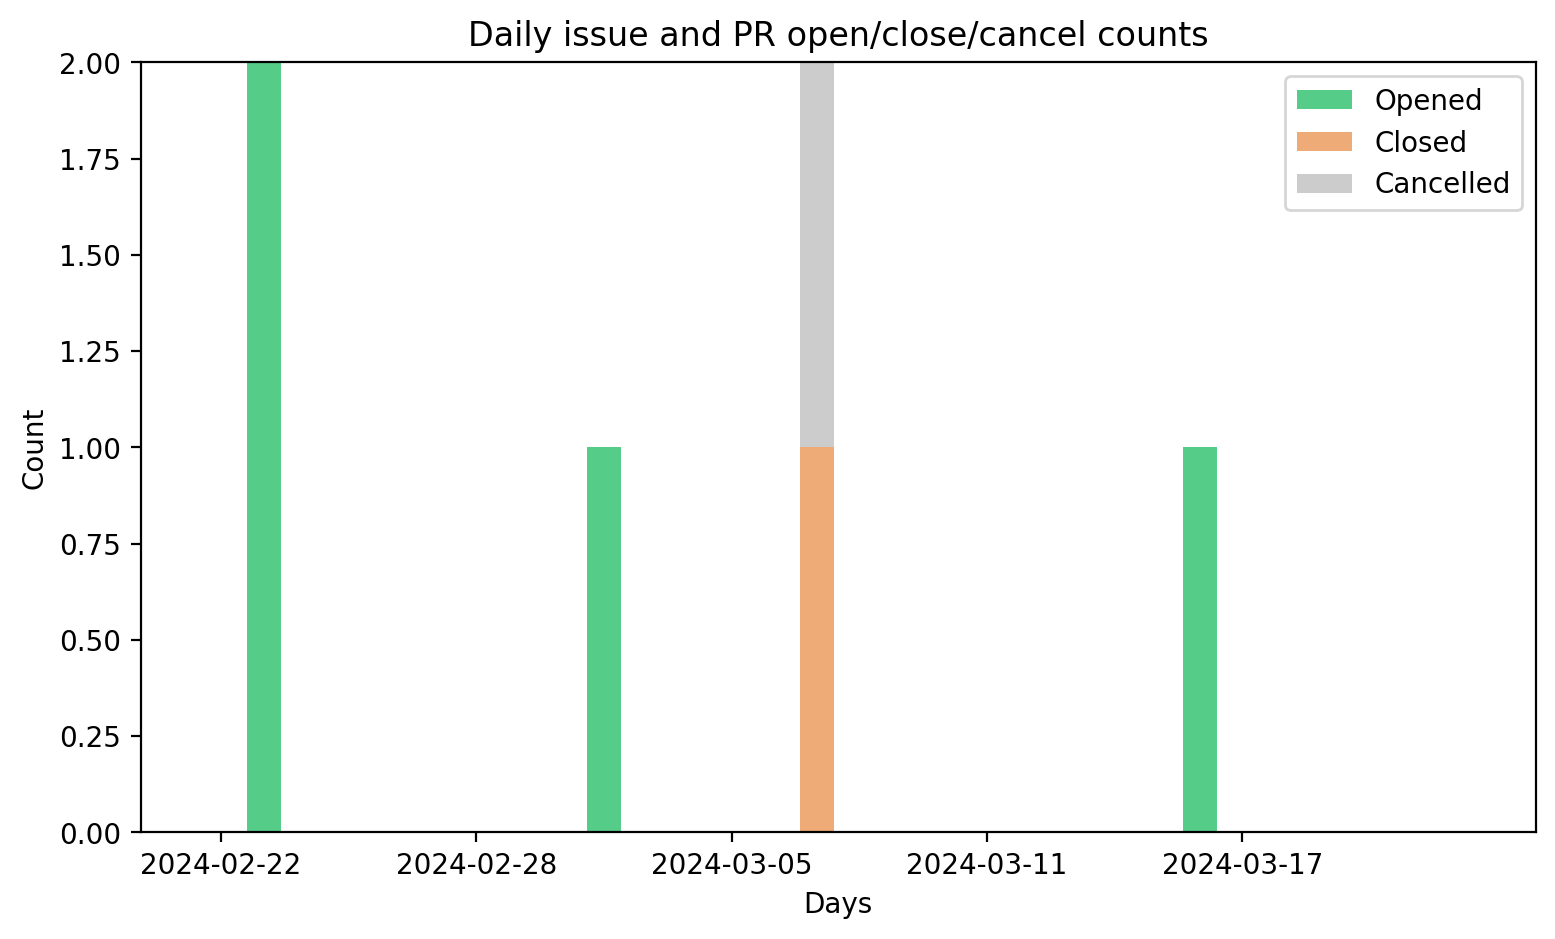 Daily issue and PR open/close/cancel counts
2.00
1.75
1.50
1.25
1.00
0.75
0.50
0.25
0.00
Count
Opened
Closed
Cancelled
2024-02-22
2024-02-28
2024-03-05
2024-03-11
2024-03-17
Days